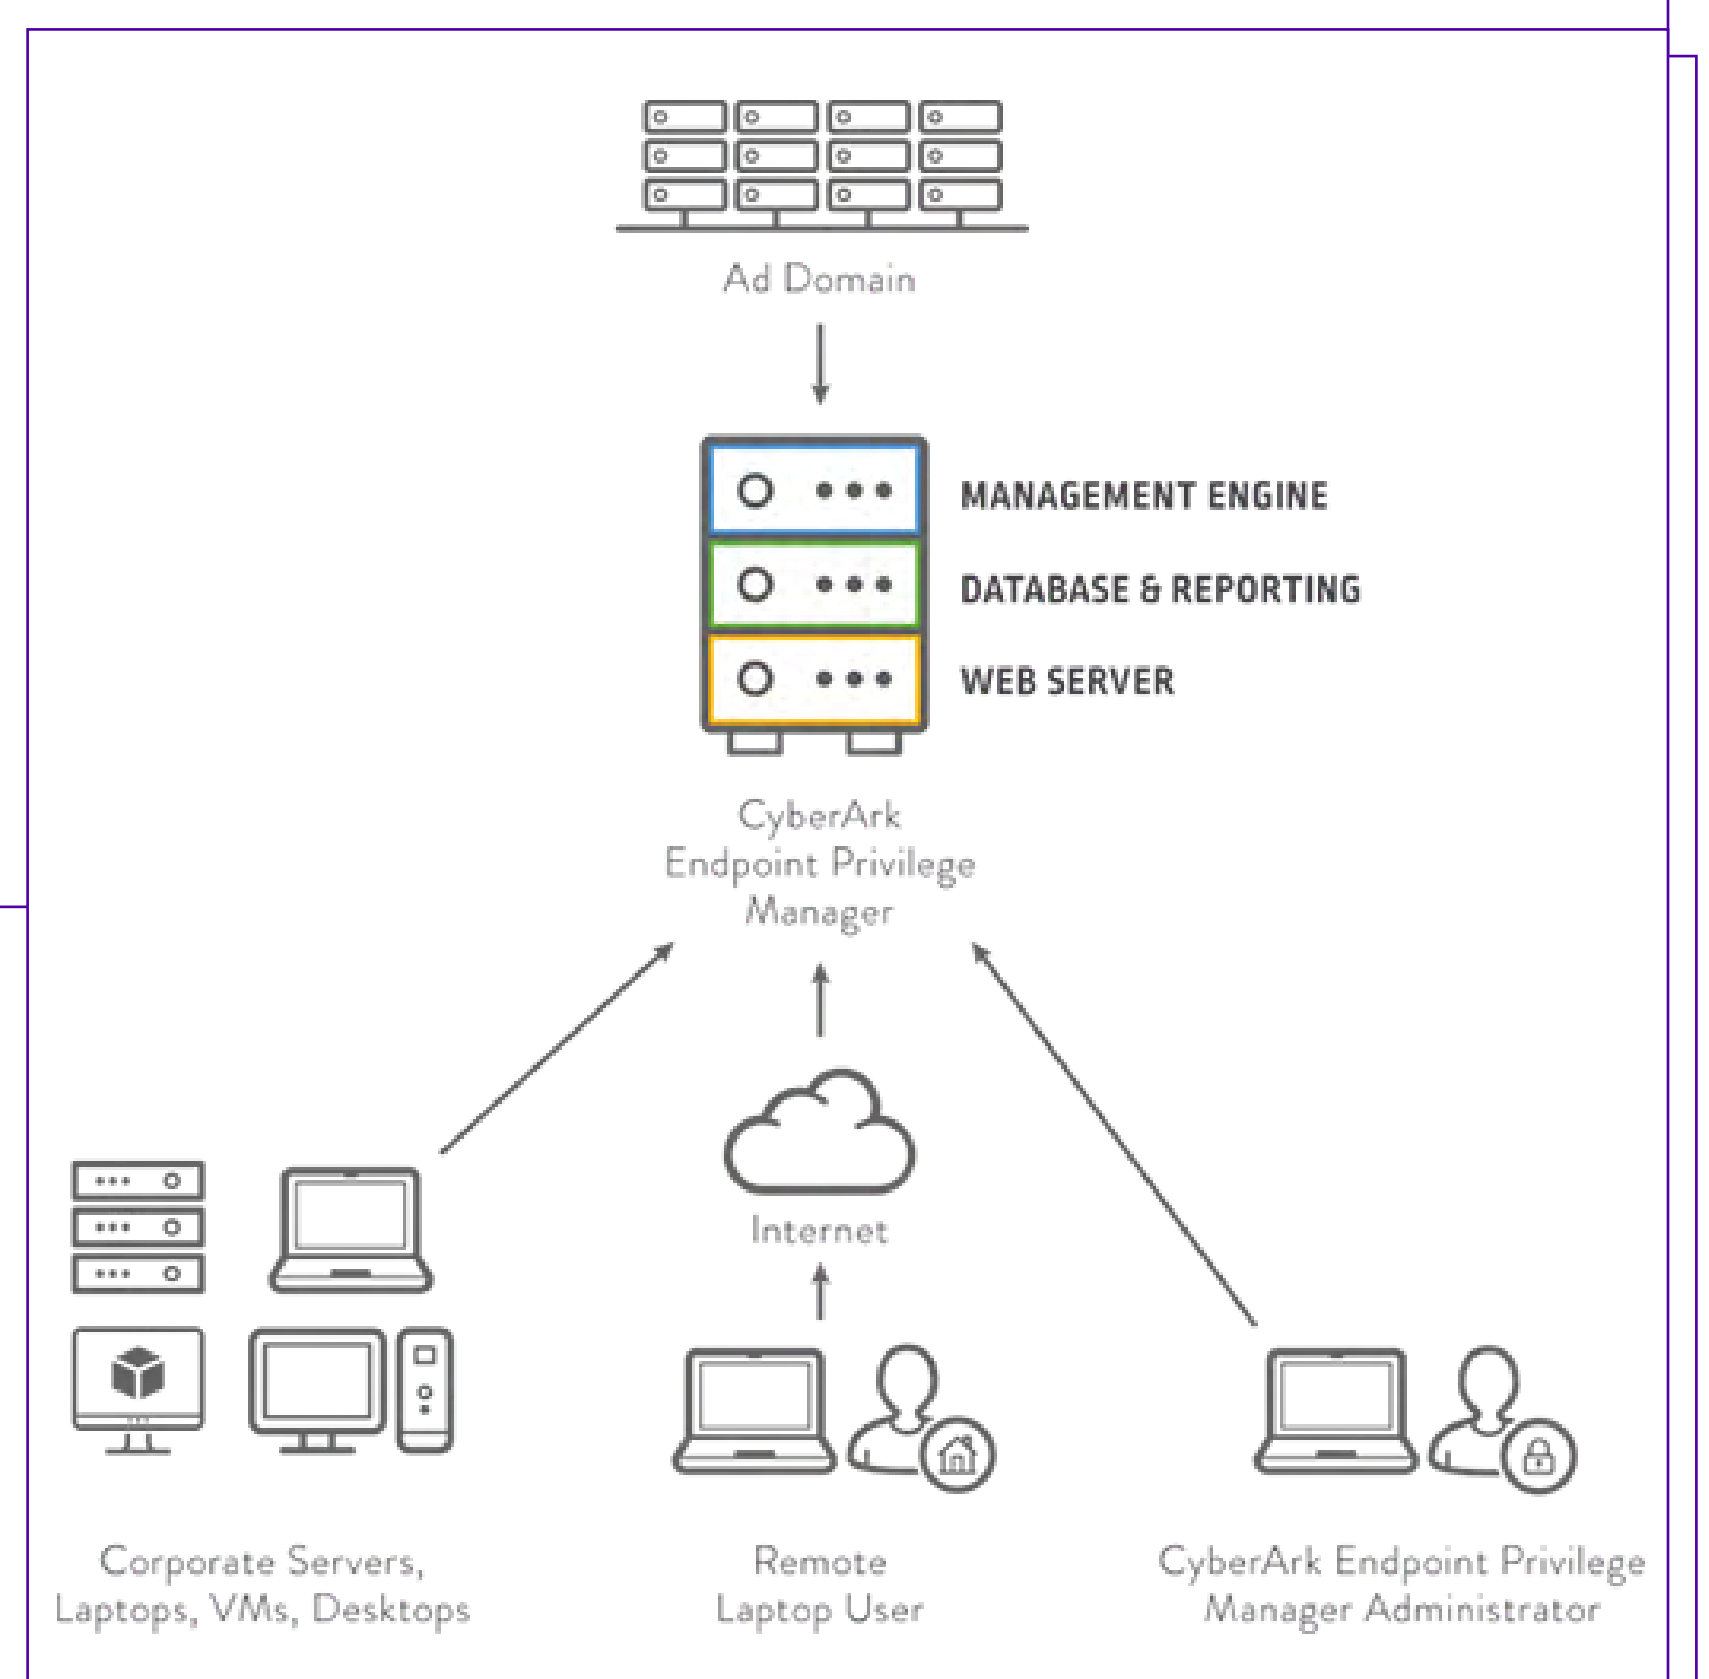 Ad Domain
MANAGEMENT ENGINE
DATABASE & REPORTING
WEB SERVER
CyberArk
Endpoint Privilege
Manager
Internet
Corporate Servers,
Laptops, VMs, Desktops
Remote
Laptop User
CyberArk Endpoint Privilege
Manager Administrator